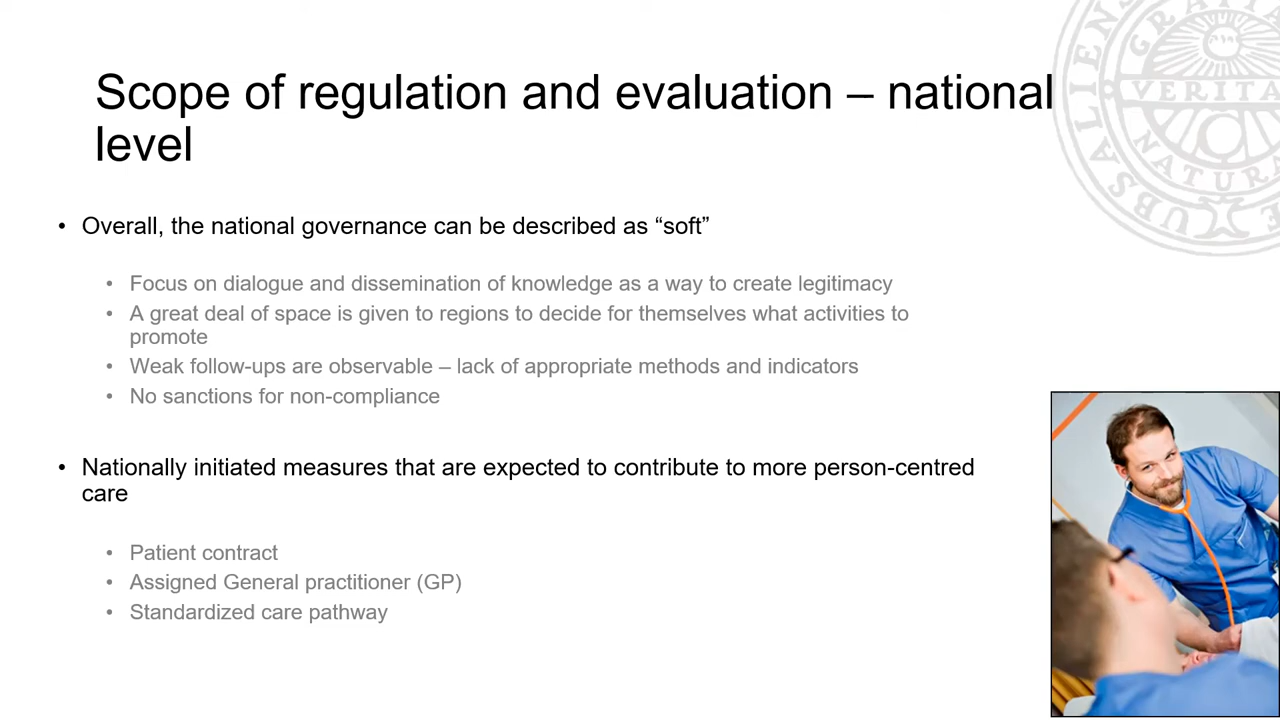 Scope of regulation and evaluation – national
level
• Overall, the national governance can be described as “soft”
• Focus on dialogue and dissemination of knowledge as a way to create legitimacy
• A great deal of space is given to regions to decide for themselves what activities to
promote
• Weak follow-ups are observable – lack of appropriate methods and indicators
• No sanctions for non-compliance
• Nationally initiated measures that are expected to contribute to more person-centred
care
• Patient contract
• Assigned General practitioner (GP)
• Standardized care pathway
GRATIAE
VERITA
NATURA
UBSALIENS